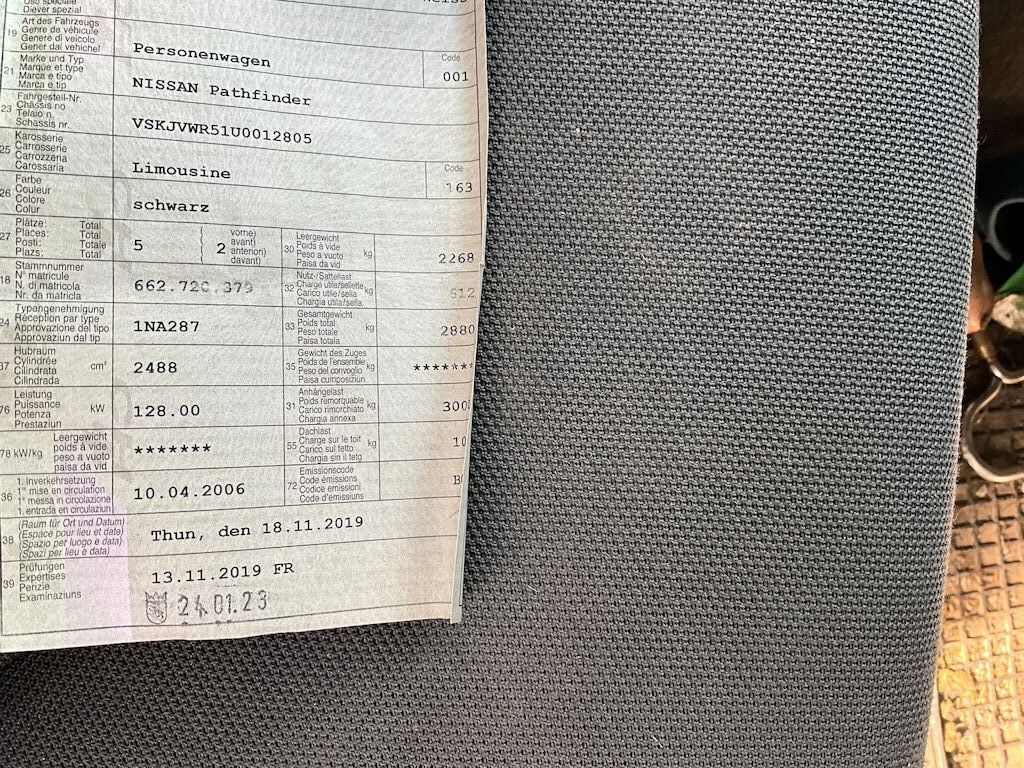 Diever spezial
19 Art des Fahrzeugs
Genre de véhicule
Genere di veicolo
Gener dal vehichel
Personenwagen
Code
001
21 Marke und Typ
Marque et type
Marca e tipo
Marca e tip
NISSAN Pathfinder
23 Fahrgestell-Nr.
Châssis no
Telaio n.
Schassis nr.
VSKJVWR51U0012805
25 Karosserie
Carrosserie
Carrozzeria
Carossaria
Limousine
Code
163
26 Farbe
Couleur
Colore
Colur
schwarz
27 Plätze: Total
Places: Total
Posti: Totale
Plazs: Total
5
2 vorne)
avant)
anteriori)
davant)
30 Leergewicht
Poids à vide
Peso a vuoto
Paisa da vid
kg
2268
18 Stammnummer
N° matricule
N. di matricola
Nr. da matricla
662.720.379
32 Nutz-/Sattellast
Charge utile/sellette
Carico utile/sella
Chargia utila/sella
kg
512
24 Typengenehmigung
Réception par type
Approvazione del tipo
Approvaziun dal tip
1NA287
33 Gesamtgewicht
Poids total
Peso totale
Paisa totala
kg
2880
37 Hubraum
Cylindrée
Cilindrata
Cilindrada
cm³
2488
35 Gewicht des Zuges
Poids de l'ensemble
Peso del convoglio
Paisa cumposiziun
kg
*******
76 Leistung
Puissance
Potenza
Prestaziun
kW
128.00
31 Anhängelast
Poids remorquable
Carico rimorchiato
Chargia annexa
kg
300
78 kW/kg
Leergewicht
poids à vide
peso a vuoto
paisa da vid
*******
55 Dachlast
Charge sur le toit
Carico sul tetto
Chargia sin il tetg
kg
10
36 1. Inverkehrsetzung
1re mise en circulation
1a messa in circolazione
1. entrada en circulaziun
10.04.2006
72 Emissionscode
Code émissions
Codice emissioni
Code d'emissiuns
38 (Raum für Ort und Datum)
(Espace pour lieu et date)
(Spazio per luogo e data)
(Spazi per lieu e data)
Thun, den 18.11.2019
39 Prüfungen
Expertises
Perizie
Examinaziuns
13.11.2019 FR
24.01.23